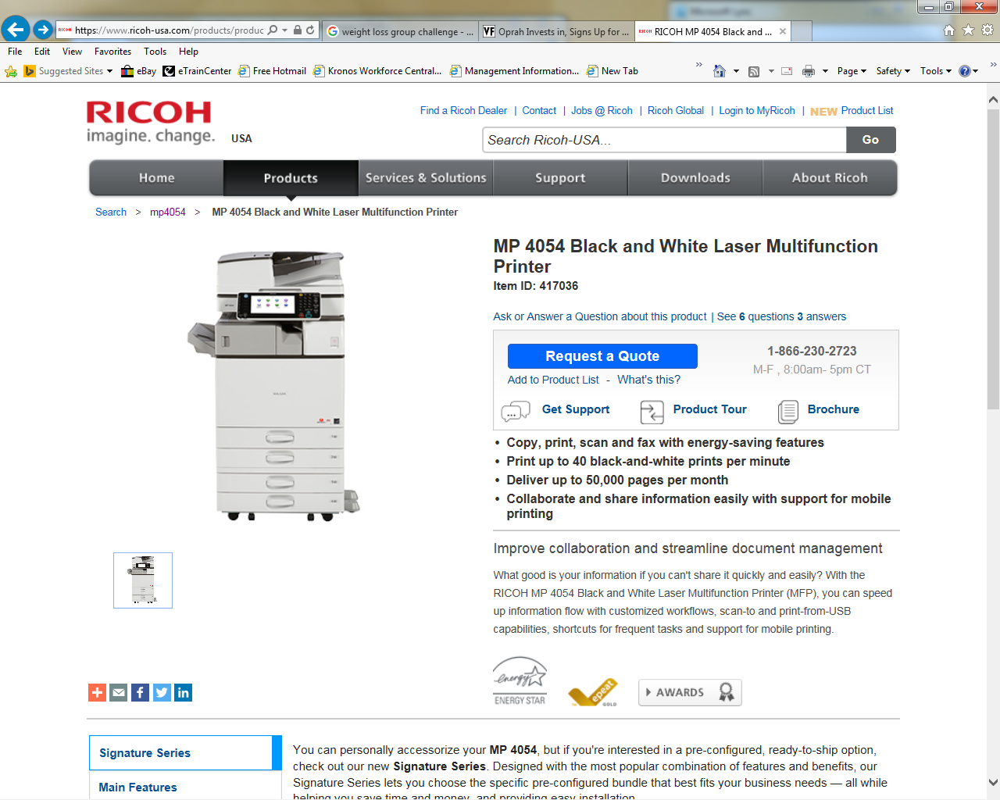 https://www.ricoh-usa.com/products/produc
weight loss group challenge - ...
Oprah Invests in, Signs Up for ...
RICOH MP 4054 Black and ...
File Edit View Favorites Tools Help
Suggested Sites eBay eTrainCenter Free Hotmail Kronos Workforce Central... Management Information... New Tab Page Safety Tools
RICOH
imagine. change.
USA
Find a Ricoh Dealer | Contact | Jobs @ Ricoh | Ricoh Global | Login to MyRicoh | NEW Product List
Search Ricoh-USA...
Go
Home Products Services & Solutions Support Downloads About Ricoh
Search > mp4054 > MP 4054 Black and White Laser Multifunction Printer
MP 4054 Black and White Laser Multifunction
Printer
Item ID: 417036
Ask or Answer a Question about this product | See 6 questions 3 answers
Request a Quote
1-866-230-2723
M-F , 8:00am- 5pm CT
Add to Product List - What's this?
Get Support Product Tour Brochure
• Copy, print, scan and fax with energy-saving features
• Print up to 40 black-and-white prints per minute
• Deliver up to 50,000 pages per month
• Collaborate and share information easily with support for mobile
printing
Improve collaboration and streamline document management
What good is your information if you can't share it quickly and easily? With the
RICOH MP 4054 Black and White Laser Multifunction Printer (MFP), you can speed
up information flow with customized workflows, scan-to and print-from-USB
capabilities, shortcuts for frequent tasks and support for mobile printing.
energy
ENERGY STAR
epeat
GOLD
AWARDS
Signature Series
Main Features
You can personally accessorize your MP 4054, but if you're interested in a pre-configured, ready-to-ship option,
check out our new Signature Series. Designed with the most popular combination of features and benefits, our
Signature Series lets you choose the specific pre-configured bundle that best fits your business needs — all while
helping you save time and money, and providing easy installation.